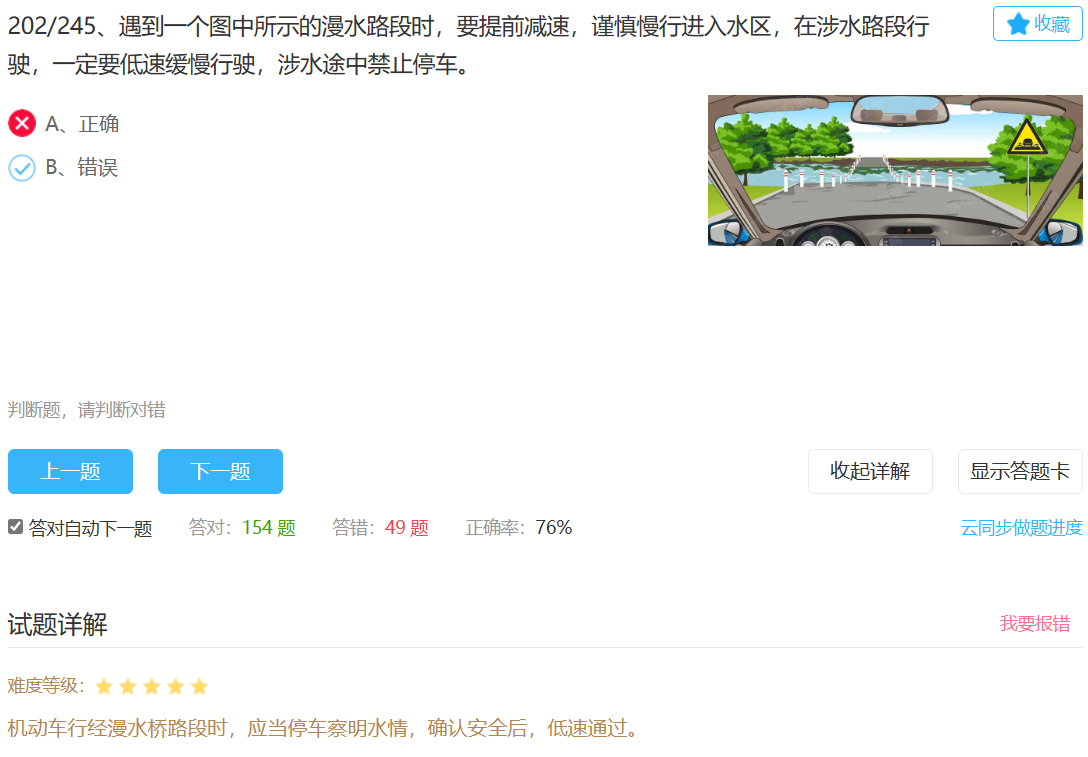 202/245、遇到一个图中所示的漫水路段时，要提前减速，谨慎慢行进入水区，在涉水路段行
收藏
驶，一定要低速缓慢行驶，涉水途中禁止停车。
A、正确
B、错误
判断题，请判断对错
上一题 下一题 收起详解 显示答题卡
答对自动下一题 答对：154 题 答错：49 题 正确率：76% 云同步做题进度
试题详解 我要报错
难度等级：
机动车行经漫水桥路段时，应当停车察明水情，确认安全后，低速通过。